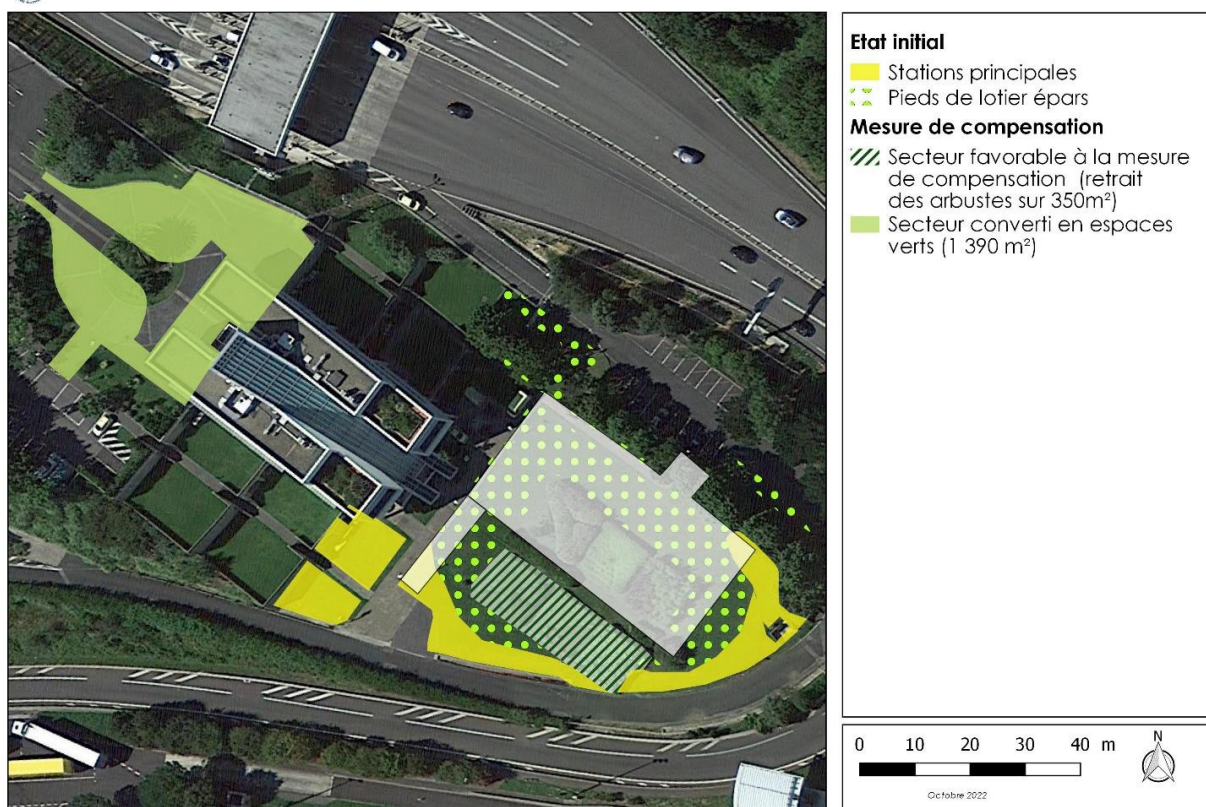 Etat initial
Stations principales
Pieds de lotier épars
Mesure de compensation
Secteur favorable à la mesure
de compensation (retrait
des arbustes sur 350m²)
Secteur converti en espaces
verts (1 390 m²)
0 10 20 30 40 m
N
Octobre 2022